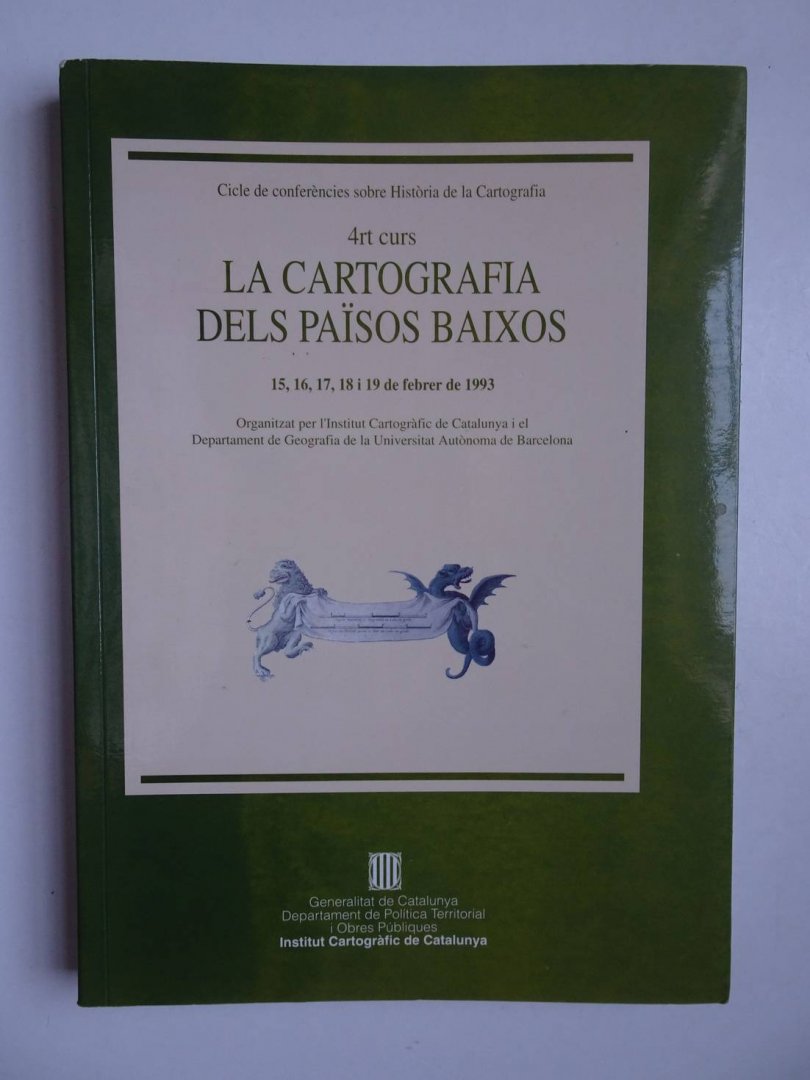 Cicle de conferències sobre Història de la Cartografia
4rt curs
LA CARTOGRAFIA
DELS PAÏSOS BAIXOS
15, 16, 17, 18 i 19 de febrer de 1993
Organitzat per l'Institut Cartogràfic de Catalunya i el
Departament de Geografia de la Universitat Autònoma de Barcelona
Generalitat de Catalunya
Departament de Política Territorial
i Obres Públiques
Institut Cartogràfic de Catalunya